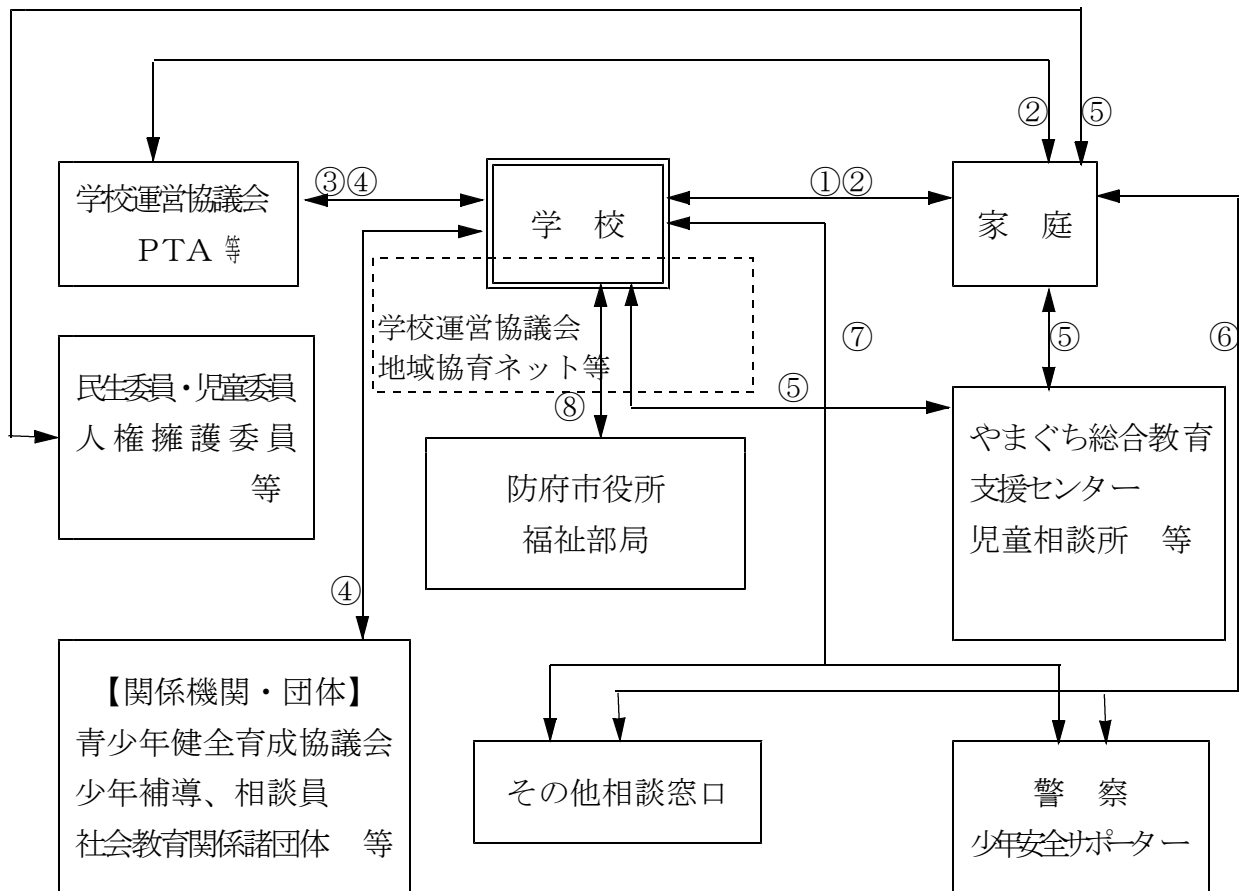 ② ⑤
学校運営協議会
PTA 等
③④
学 校
①②
家 庭
学校運営協議会
地域協育ネット等
⑦
⑤
⑥
民生委員・児童委員
人権擁護委員
等
⑧
⑤
防府市役所
福祉部局
やまぐち総合教育
支援センター
児童相談所 等
④
【関係機関・団体】
青少年健全育成協議会
少年補導、相談員
社会教育関係諸団体 等
その他相談窓口
警 察
少年安全サポーター